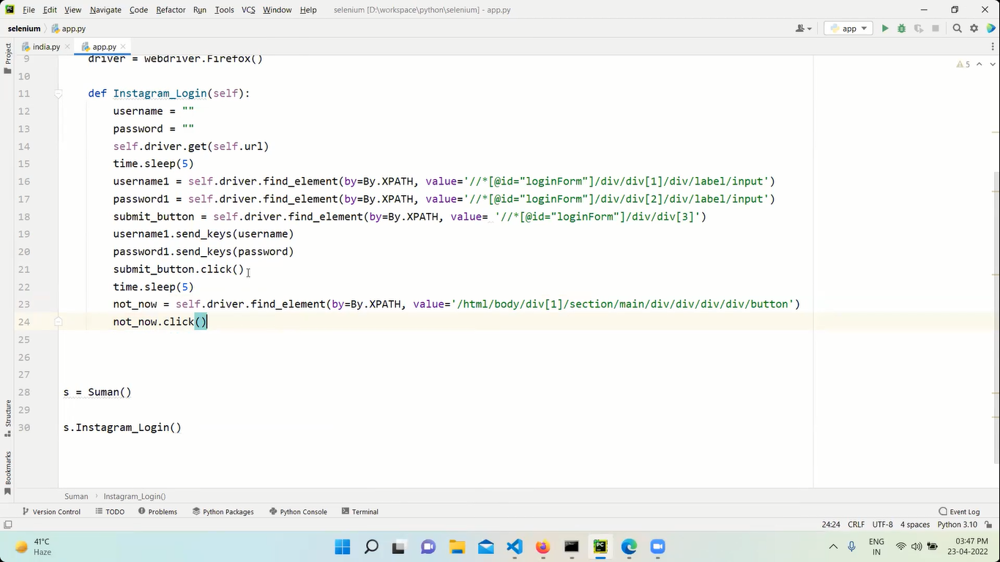 File Edit View Navigate Code Refactor Run Tools VCS Window Help selenium [D:\workspace\python\selenium] - app.py
selenium app.py app
india.py app.py
Project
5
9 driver = webdriver.Firefox()
10
11 def Instagram_Login(self):
12 username = ""
13 password = ""
14 self.driver.get(self.url)
15 time.sleep(5)
16 username1 = self.driver.find_element(by=By.XPATH, value='//*[@id="loginForm"]/div/div[1]/div/label/input')
17 password1 = self.driver.find_element(by=By.XPATH, value='//*[@id="loginForm"]/div/div[2]/div/label/input')
18 submit_button = self.driver.find_element(by=By.XPATH, value= '//*[@id="loginForm"]/div/div[3]')
19 username1.send_keys(username)
20 password1.send_keys(password)
21 submit_button.click()
22 time.sleep(5)
23 not_now = self.driver.find_element(by=By.XPATH, value='/html/body/div[1]/section/main/div/div/div/div/button')
24 not_now.click()
25
26
27
28 s = Suman()
29
30 s.Instagram_Login()
Structure
Bookmarks
Suman Instagram_Login()
Version Control TODO Problems Python Packages Python Console Terminal Event Log
24:24 CRLF UTF-8 4 spaces Python 3.10
41°C
Haze
PC
ENG
IN
03:47 PM
23-04-2022